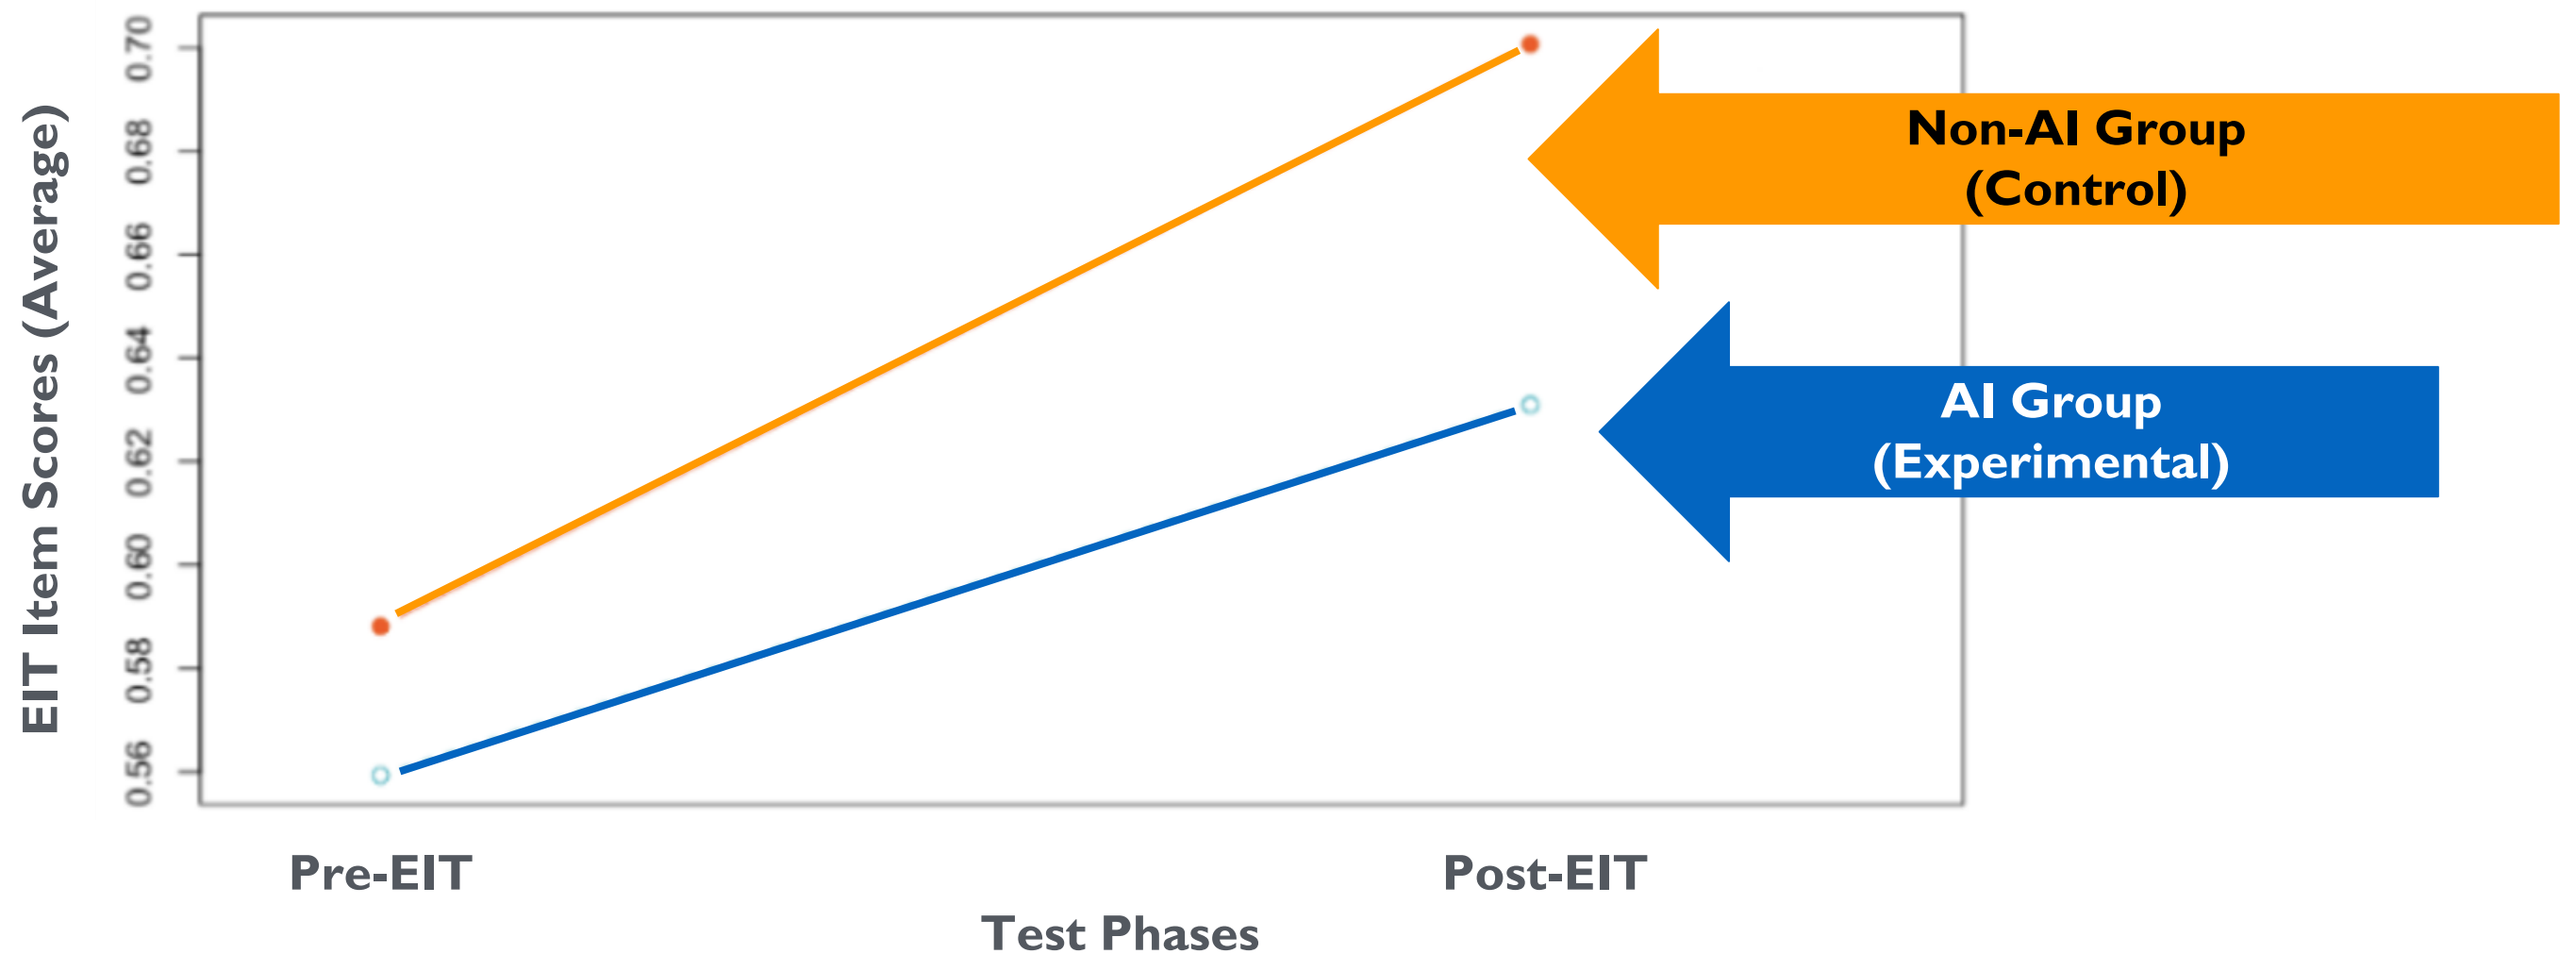 EIT Item Scores (Average)
0.70
0.68
0.66
0.64
0.62
0.60
0.58
0.56
Non-AI Group
(Control)
AI Group
(Experimental)
Pre-EIT
Post-EIT
Test Phases